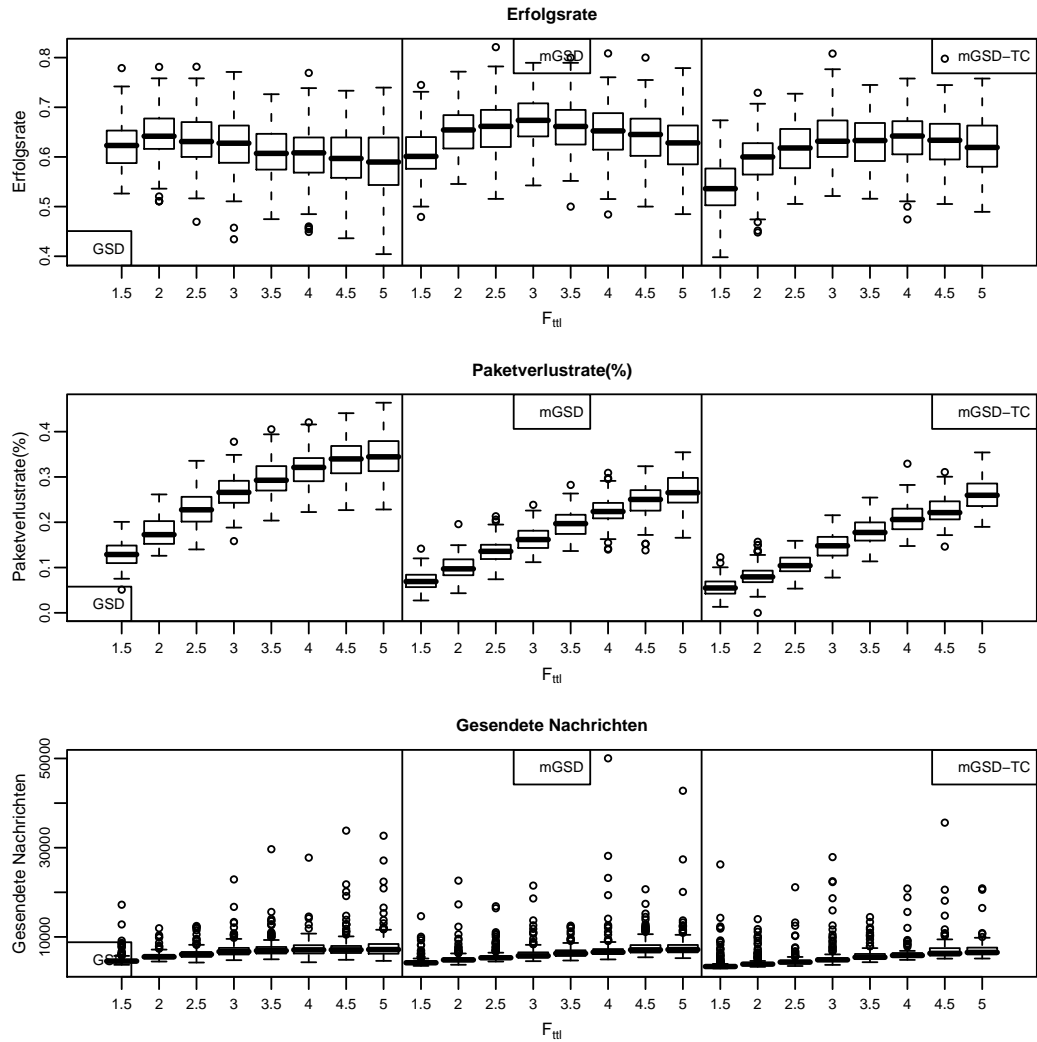 Erfolgsrate
Erfolgsrate
0.4 0.5 0.6 0.7 0.8
GSD
mGSD
mGSD−TC
1.5 2 2.5 3 3.5 4 4.5 5 1.5 2 2.5 3 3.5 4 4.5 5 1.5 2 2.5 3 3.5 4 4.5 5
Fttl
Paketverlustrate(%)
Paketverlustrate(%)
0.0 0.1 0.2 0.3 0.4
GSD
mGSD
mGSD−TC
1.5 2 2.5 3 3.5 4 4.5 5 1.5 2 2.5 3 3.5 4 4.5 5 1.5 2 2.5 3 3.5 4 4.5 5
Fttl
Gesendete Nachrichten
Gesendete Nachrichten
10000 30000 50000
GSD
mGSD
mGSD−TC
1.5 2 2.5 3 3.5 4 4.5 5 1.5 2 2.5 3 3.5 4 4.5 5 1.5 2 2.5 3 3.5 4 4.5 5
Fttl